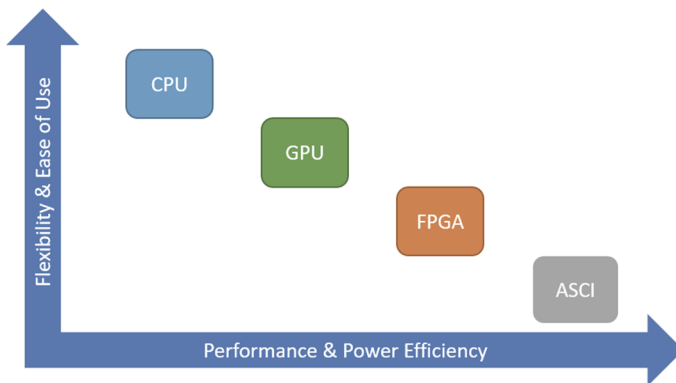 Flexibility & Ease of Use
CPU
GPU
FPGA
ASCI
Performance & Power Efficiency